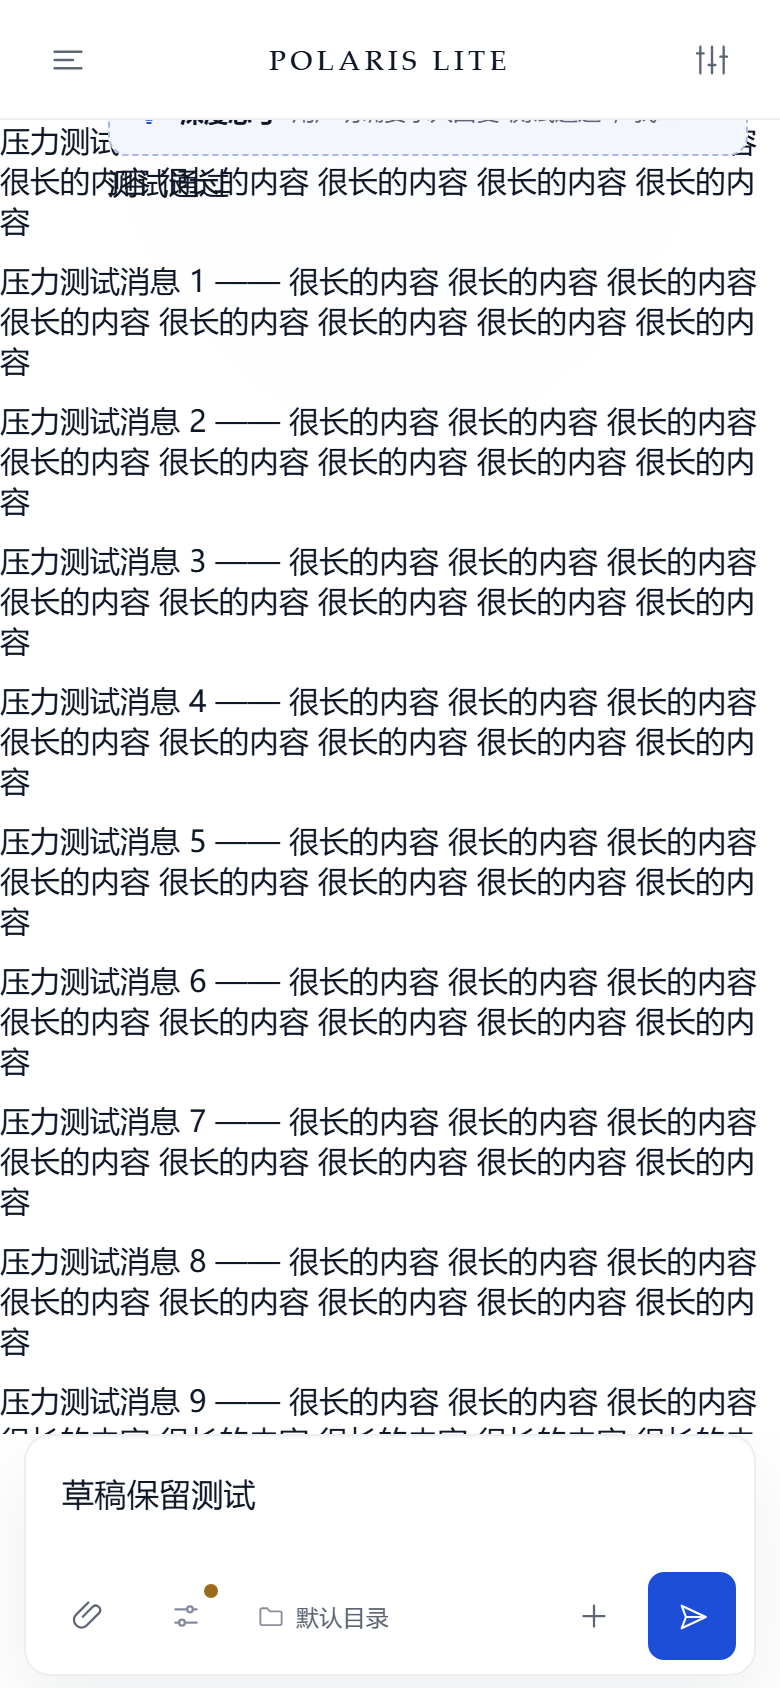 POLARIS LITE
深度思考
压力测试 容
很长的内容 很长的内容 很长的内容 很长的内容 很长的内
测试通过
容
压力测试消息 1 —— 很长的内容 很长的内容 很长的内容
很长的内容 很长的内容 很长的内容 很长的内容 很长的内
容
压力测试消息 2 —— 很长的内容 很长的内容 很长的内容
很长的内容 很长的内容 很长的内容 很长的内容 很长的内
容
压力测试消息 3 —— 很长的内容 很长的内容 很长的内容
很长的内容 很长的内容 很长的内容 很长的内容 很长的内
容
压力测试消息 4 —— 很长的内容 很长的内容 很长的内容
很长的内容 很长的内容 很长的内容 很长的内容 很长的内
容
压力测试消息 5 —— 很长的内容 很长的内容 很长的内容
很长的内容 很长的内容 很长的内容 很长的内容 很长的内
容
压力测试消息 6 —— 很长的内容 很长的内容 很长的内容
很长的内容 很长的内容 很长的内容 很长的内容 很长的内
容
压力测试消息 7 —— 很长的内容 很长的内容 很长的内容
很长的内容 很长的内容 很长的内容 很长的内容 很长的内
容
压力测试消息 8 —— 很长的内容 很长的内容 很长的内容
很长的内容 很长的内容 很长的内容 很长的内容 很长的内
容
压力测试消息 9 —— 很长的内容 很长的内容 很长的内容
草稿保留测试
默认目录